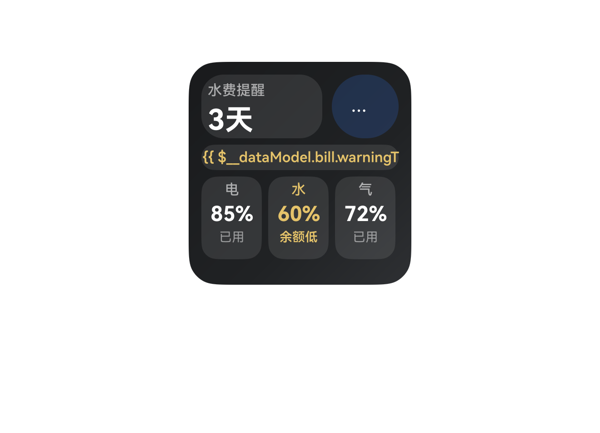 水费提醒
3天
...
{{ $__dataModel.bill.warningT
电 水 气
85% 60% 72%
已用 余额低 已用